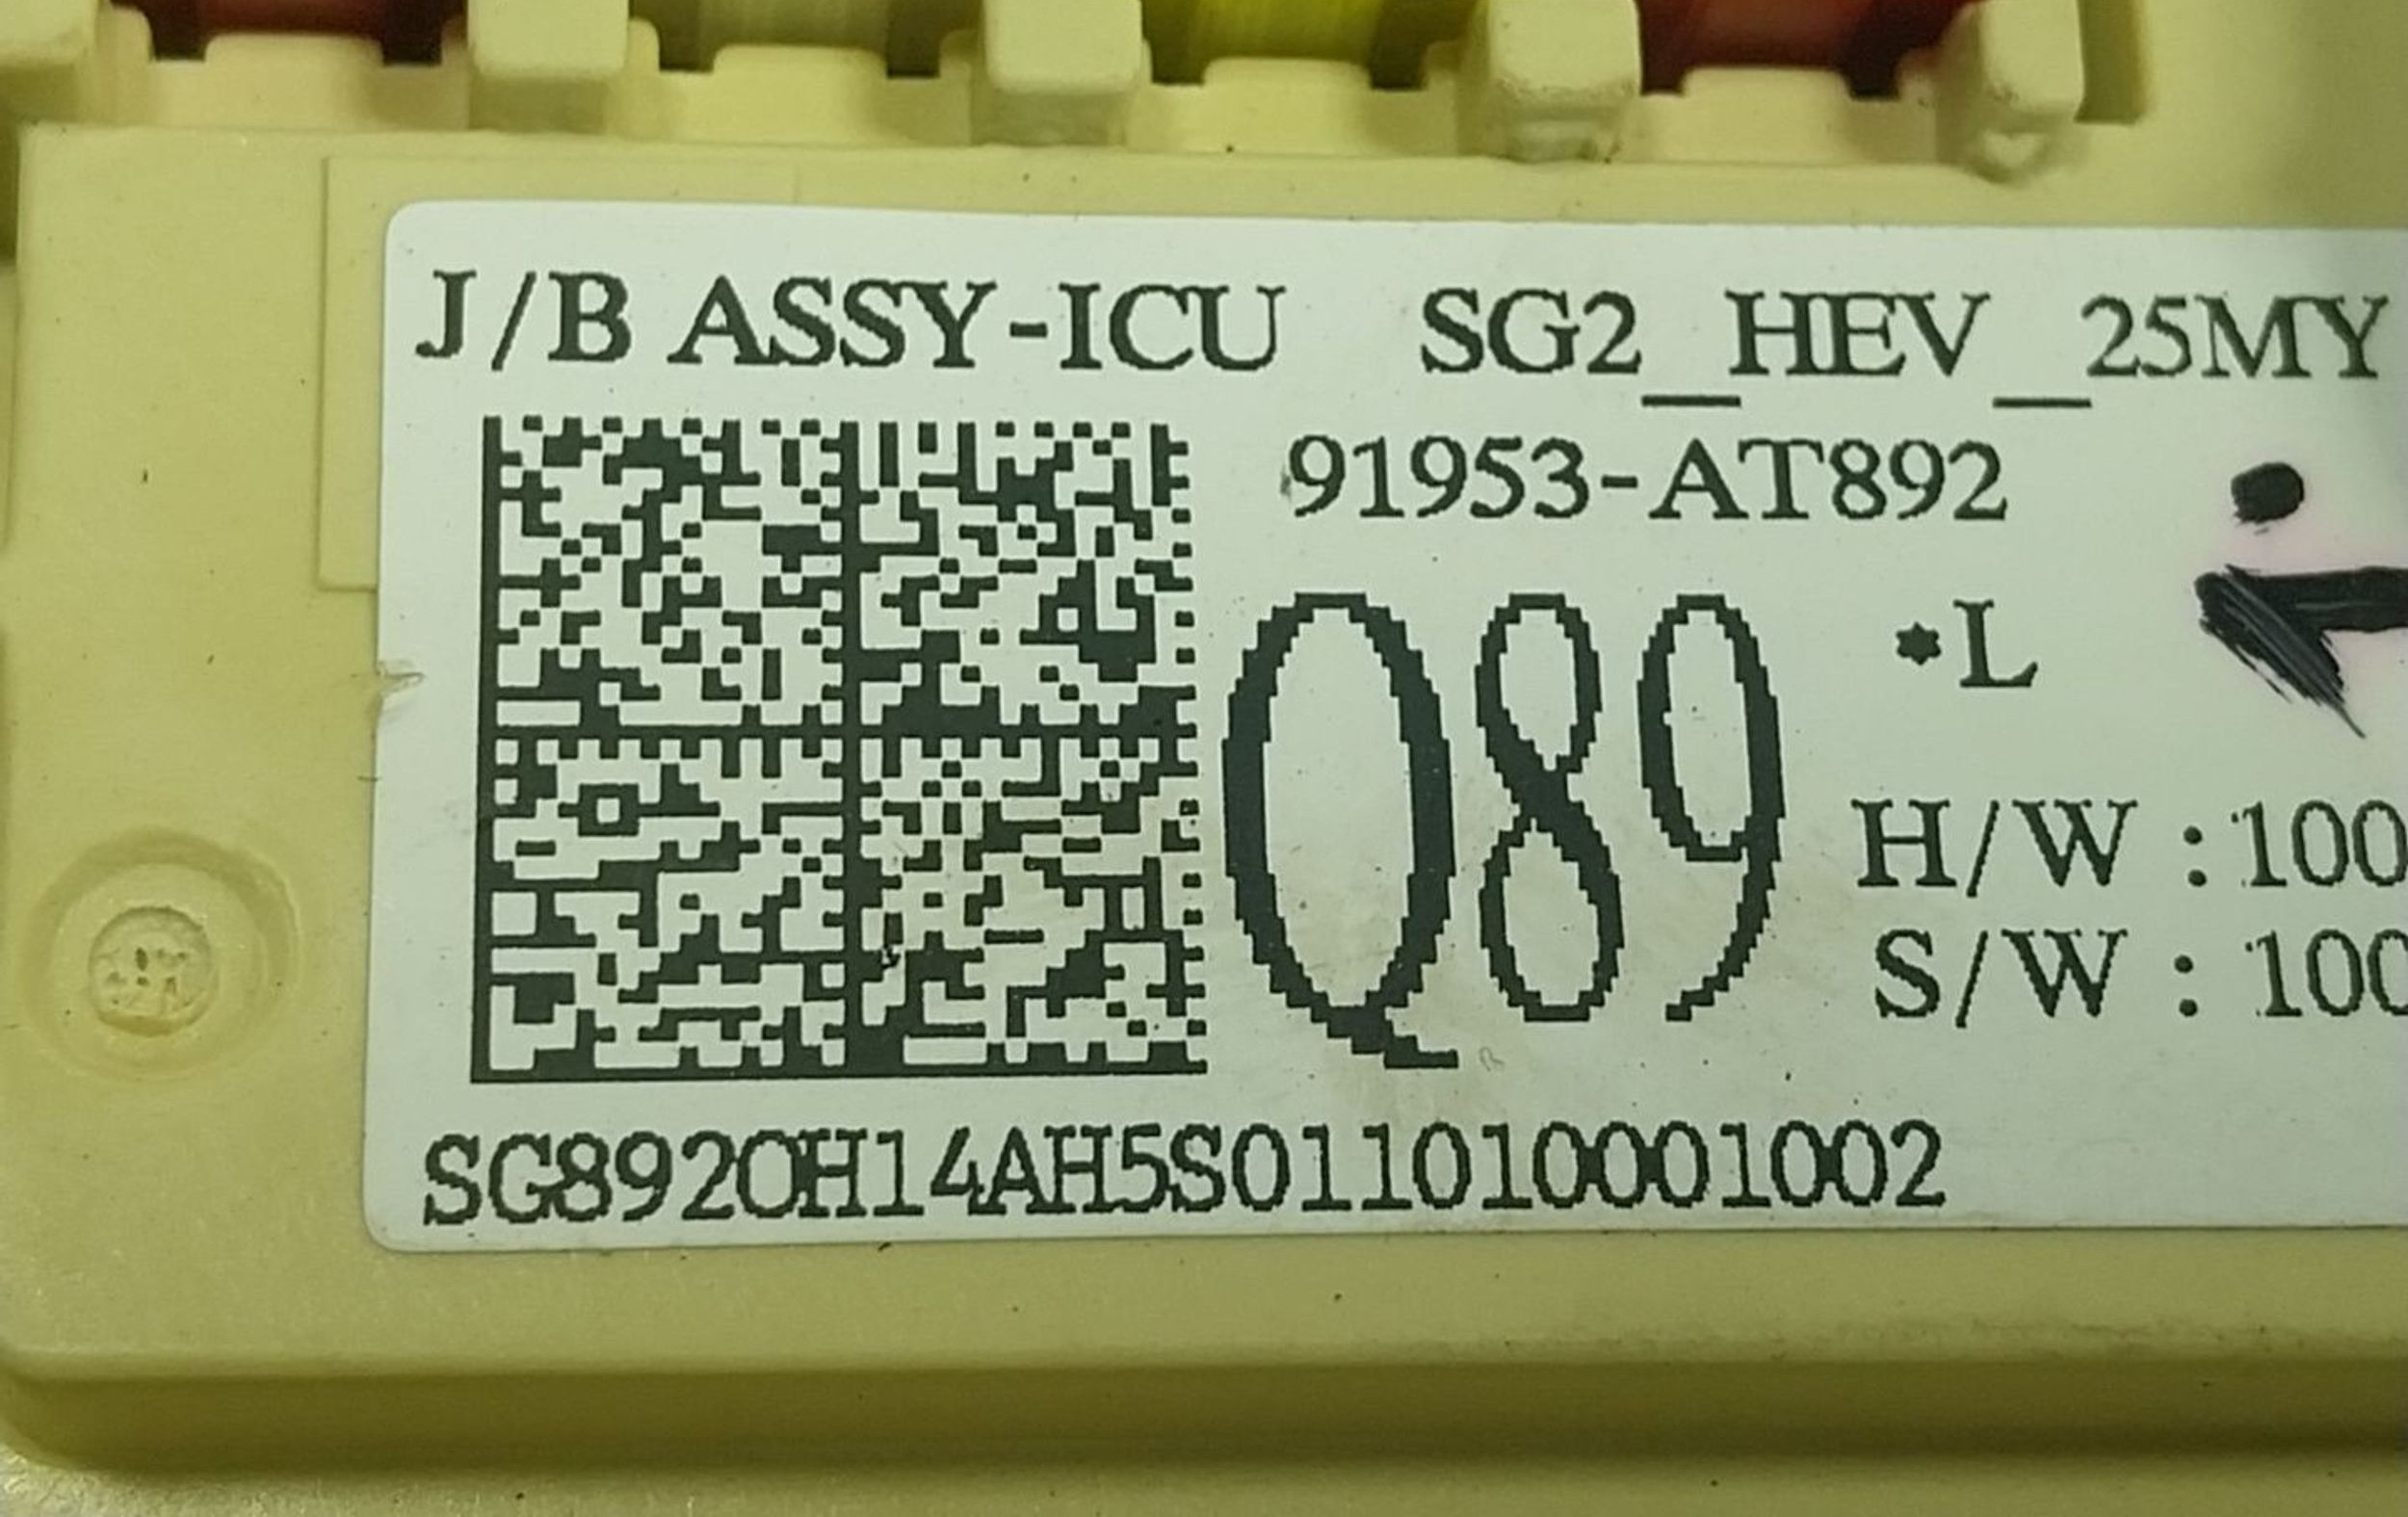 J/B ASSY-ICU SG2_HEV_25MY
91953-AT892
Q89 *L
H/W : 100
S/W : 100
SG892OH14AH5S011010001002